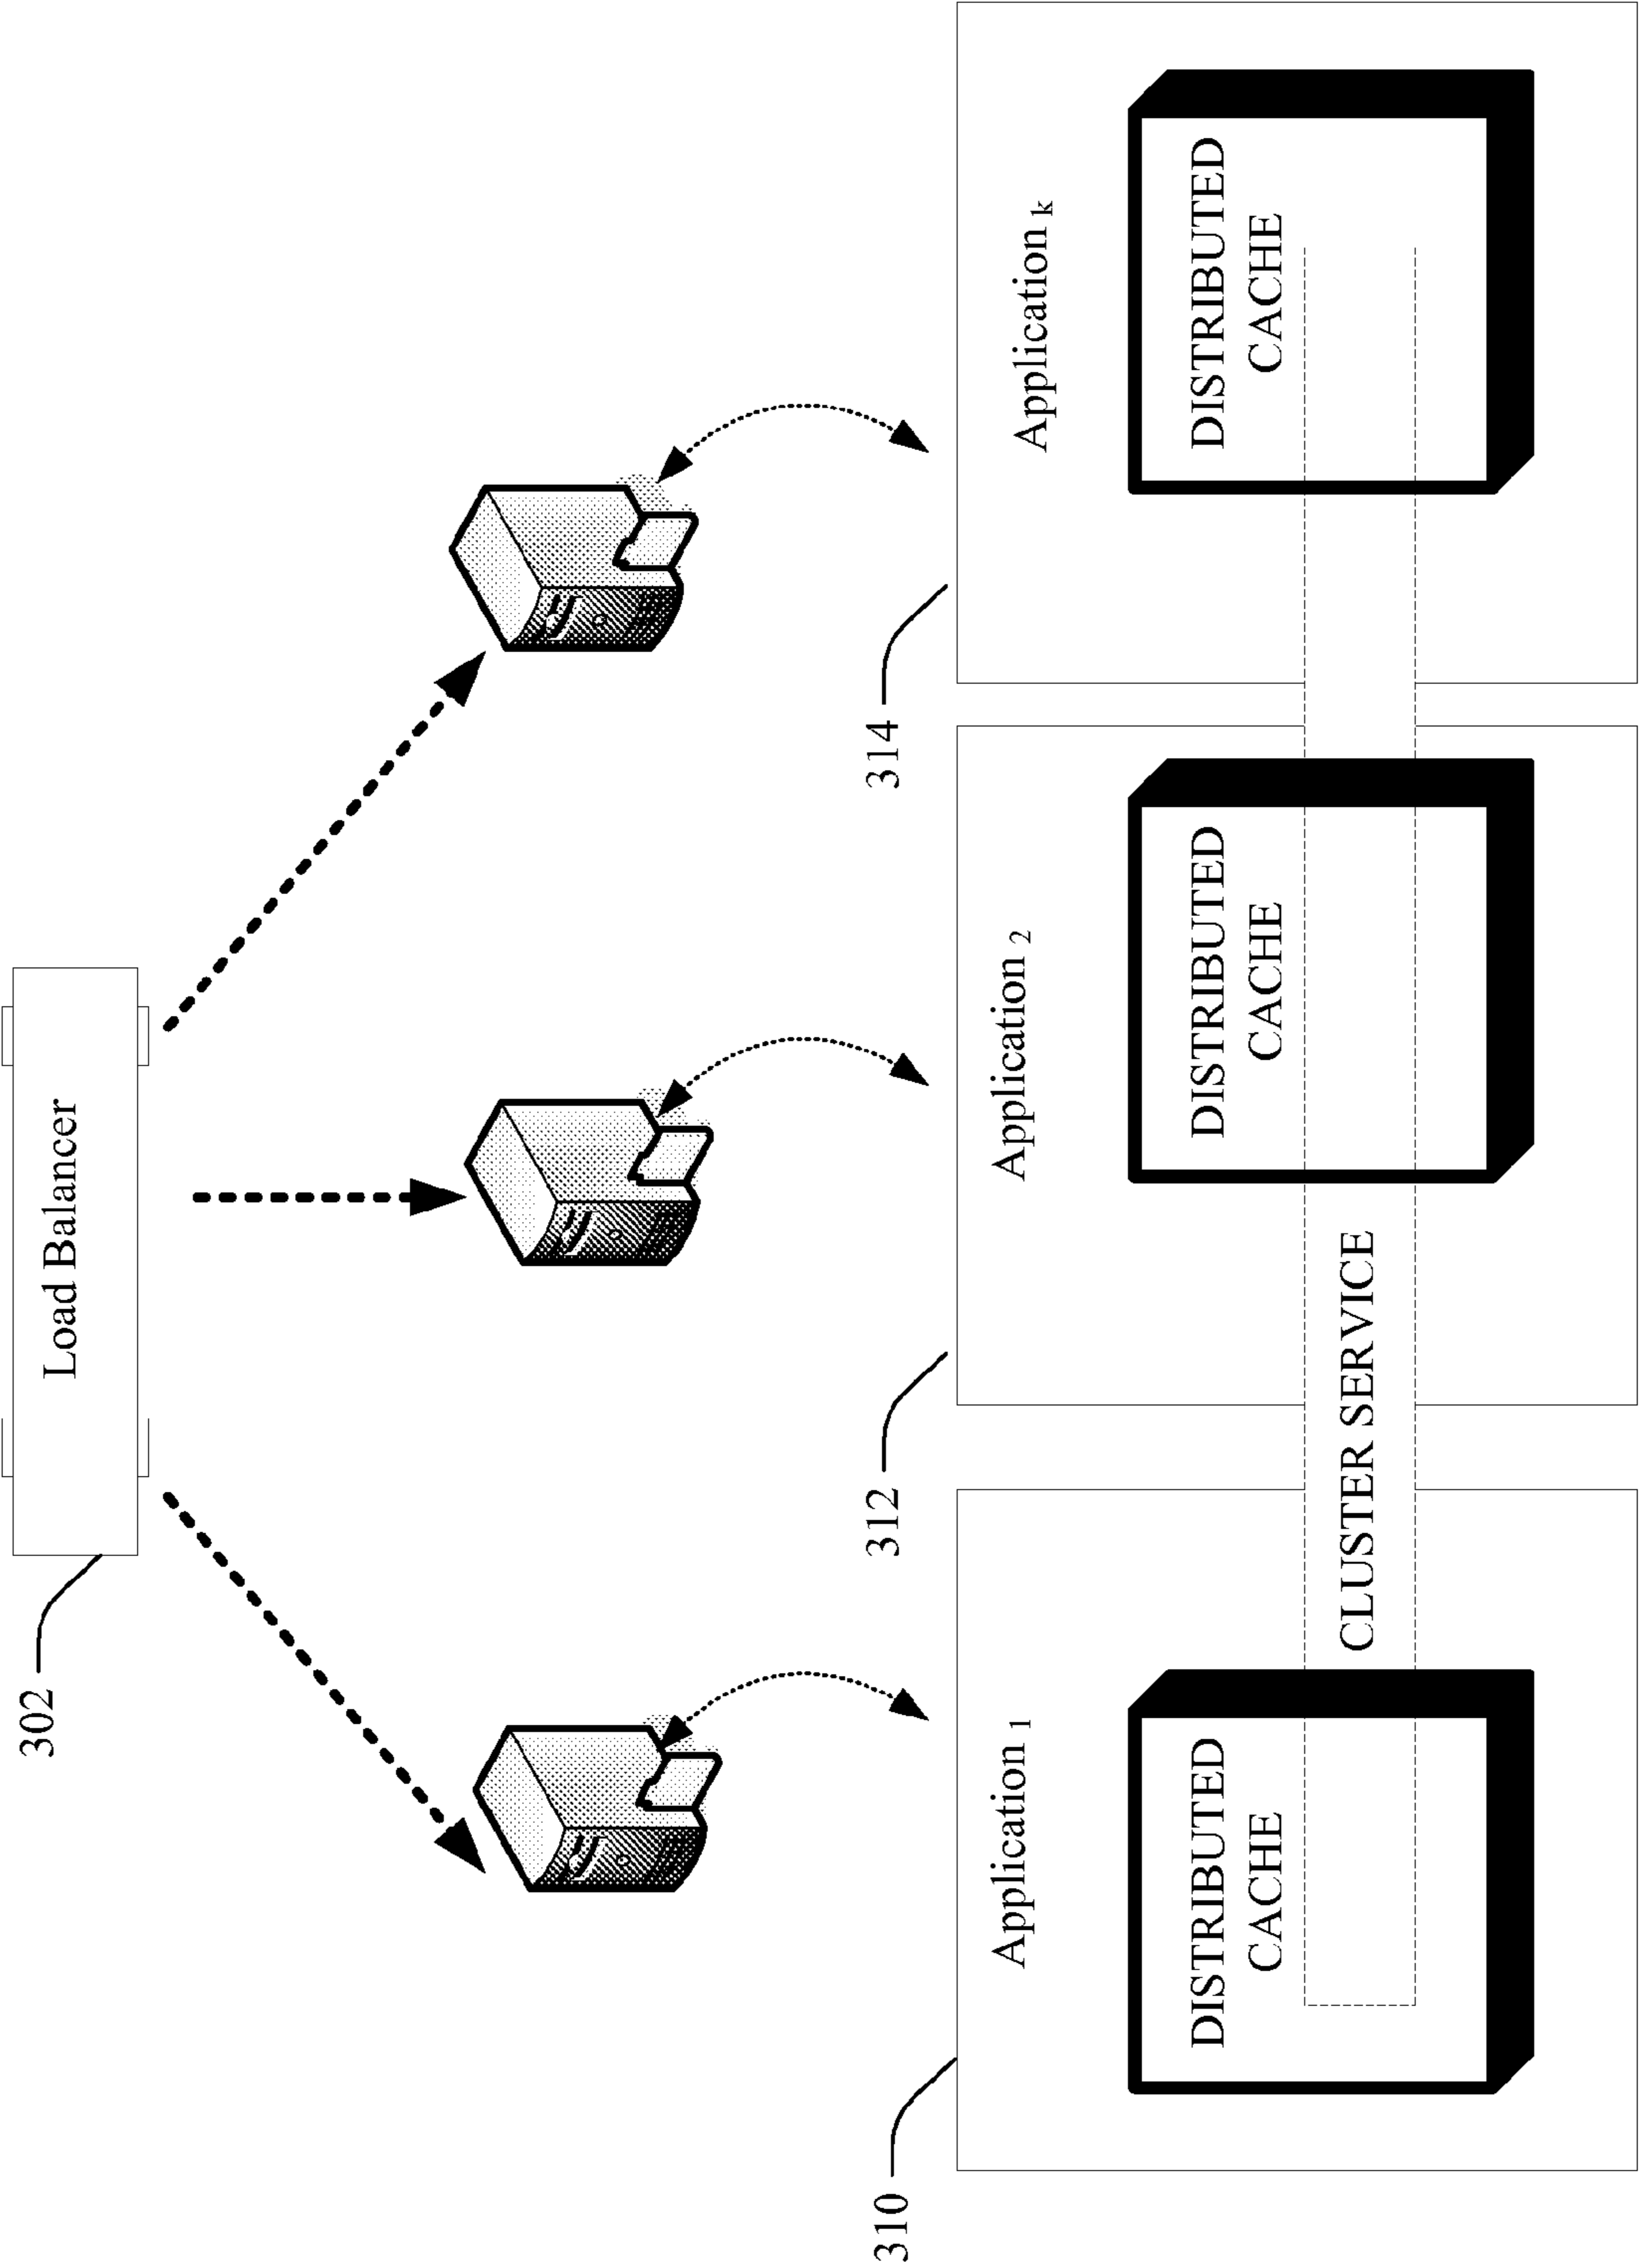 302
Load Balancer
310
312
314
Application 1
Application 2
Application k
DISTRIBUTED
CACHE
DISTRIBUTED
CACHE
DISTRIBUTED
CACHE
CLUSTER SERVICE